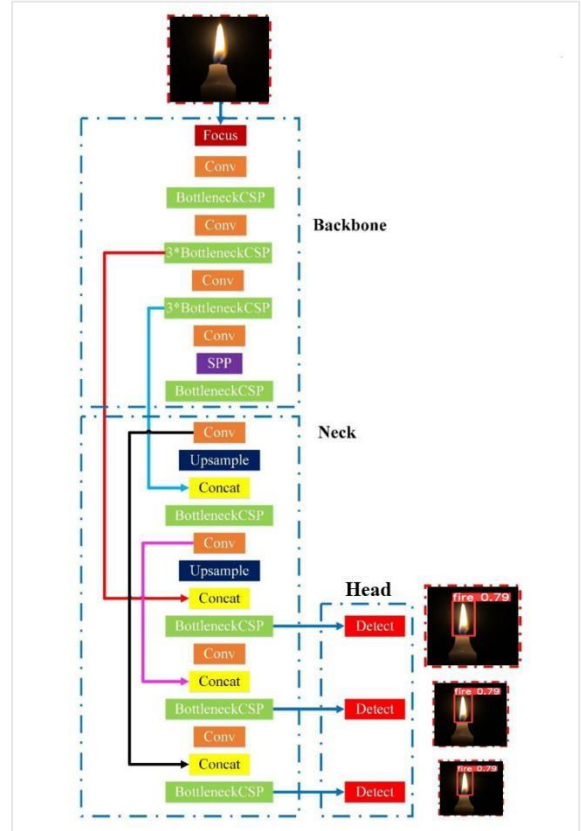 Focus
Conv
BottleneckCSP
Conv
Backbone
3*BottleneckCSP
Conv
3*BottleneckCSP
Conv
SPP
BottleneckCSP
Conv
Neck
Upsample
Concat
BottleneckCSP
Conv
Upsample
Head
Concat
fire 0.79
BottleneckCSP
Detect
Conv
Concat
fire 0.79
BottleneckCSP
Detect
Conv
Concat
fire 0.79
BottleneckCSP
Detect